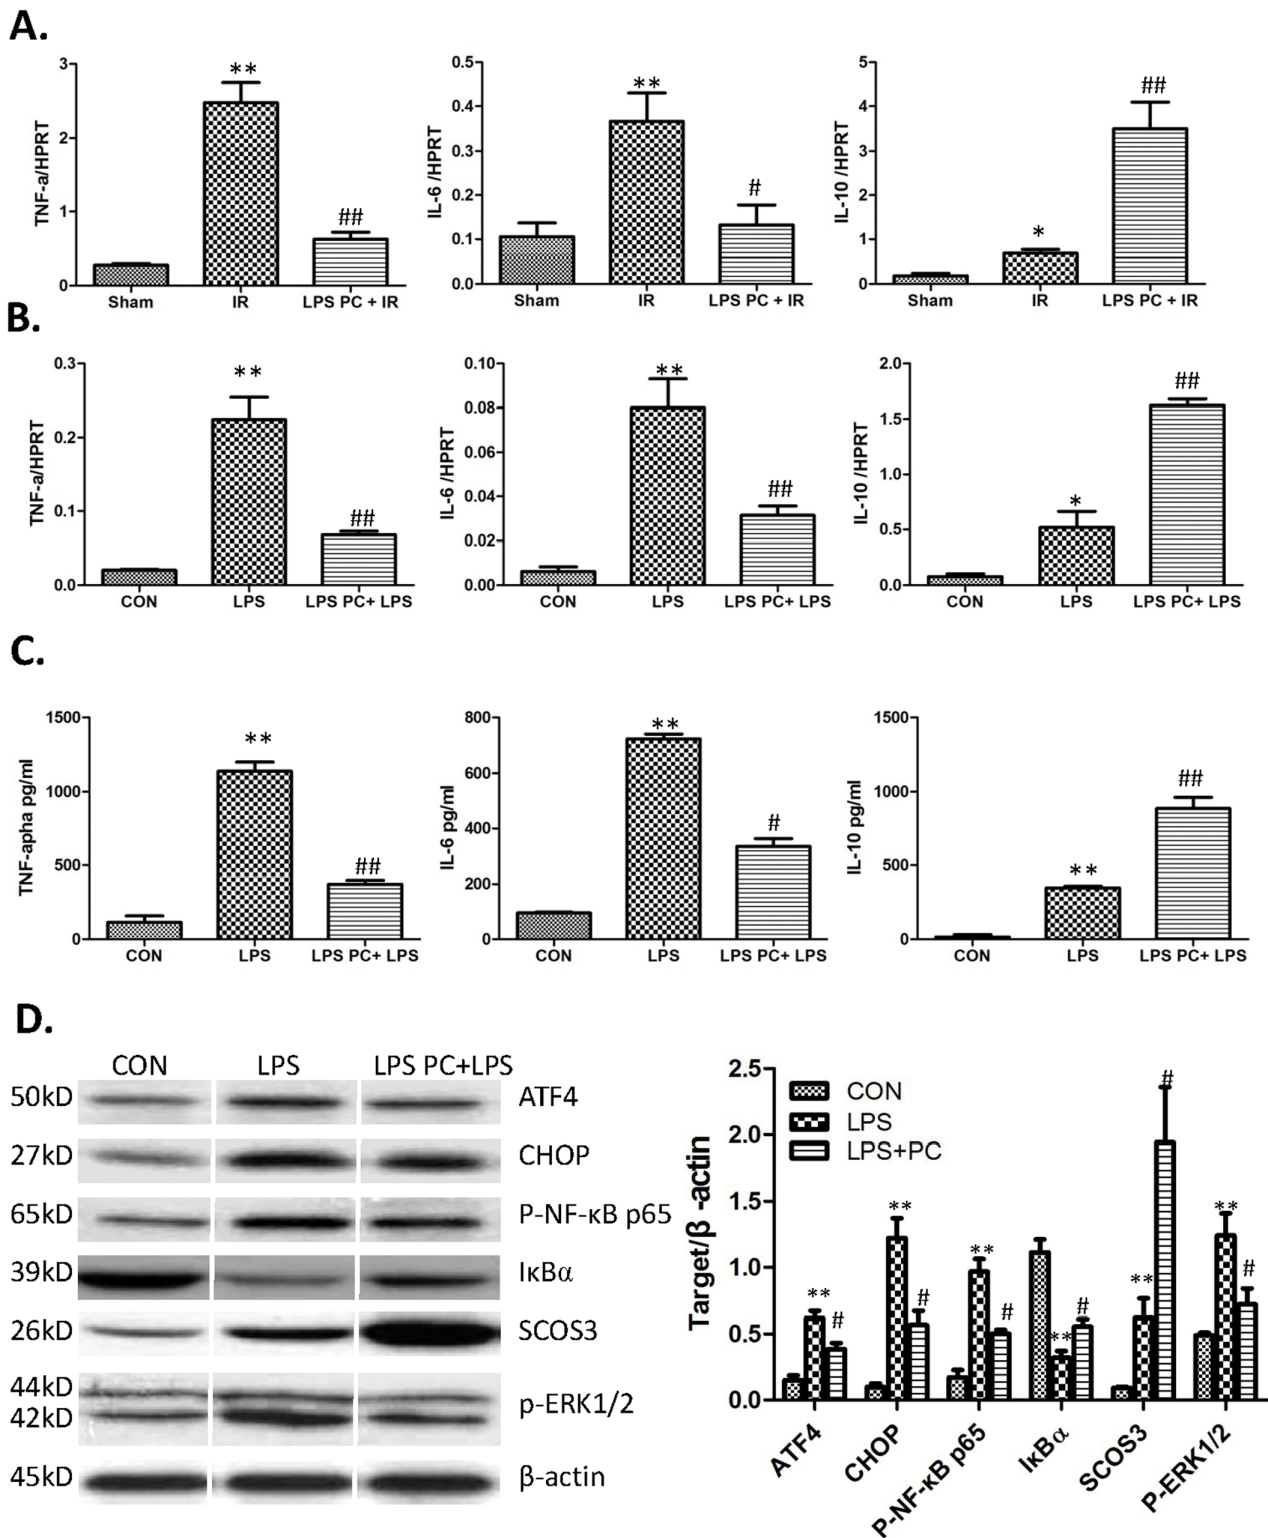 A.
TNF-a/HPRT
3
2
1
0
**
##
Sham IR LPS PC + IR
IL-6 /HPRT
0.5
0.4
0.3
0.2
0.1
0.0
**
#
Sham IR LPS PC + IR
IL-10 /HPRT
5
4
3
2
1
0
*
##
Sham IR LPS PC + IR
B.
TNF-a/HPRT
0.3
0.2
0.1
0.0
**
##
CON LPS LPS PC+ LPS
IL-6 /HPRT
0.10
0.08
0.06
0.04
0.02
0.00
**
##
CON LPS LPS PC+ LPS
IL-10 /HPRT
2.0
1.5
1.0
0.5
0.0
*
##
CON LPS LPS PC+ LPS
C.
TNF-apha pg/ml
1500
1000
500
0
**
##
CON LPS LPS PC+ LPS
IL-6 pg/ml
800
600
400
200
0
**
#
CON LPS LPS PC+ LPS
IL-10 pg/ml
1500
1000
500
0
**
##
CON LPS LPS PC+ LPS
D.
CON LPS LPS PC+LPS
50kD ATF4
27kD CHOP
65kD P-NF-κB p65
39kD IκBα
26kD SCOS3
44kD
42kD p-ERK1/2
45kD β-actin
Target/β -actin
2.5
2.0
1.5
1.0
0.5
0.0
CON
LPS
LPS+PC
** #
** #
** #
** #
** #
** #
ATF4 CHOP P-NF-κB p65 IκBα SCOS3 P-ERK1/2